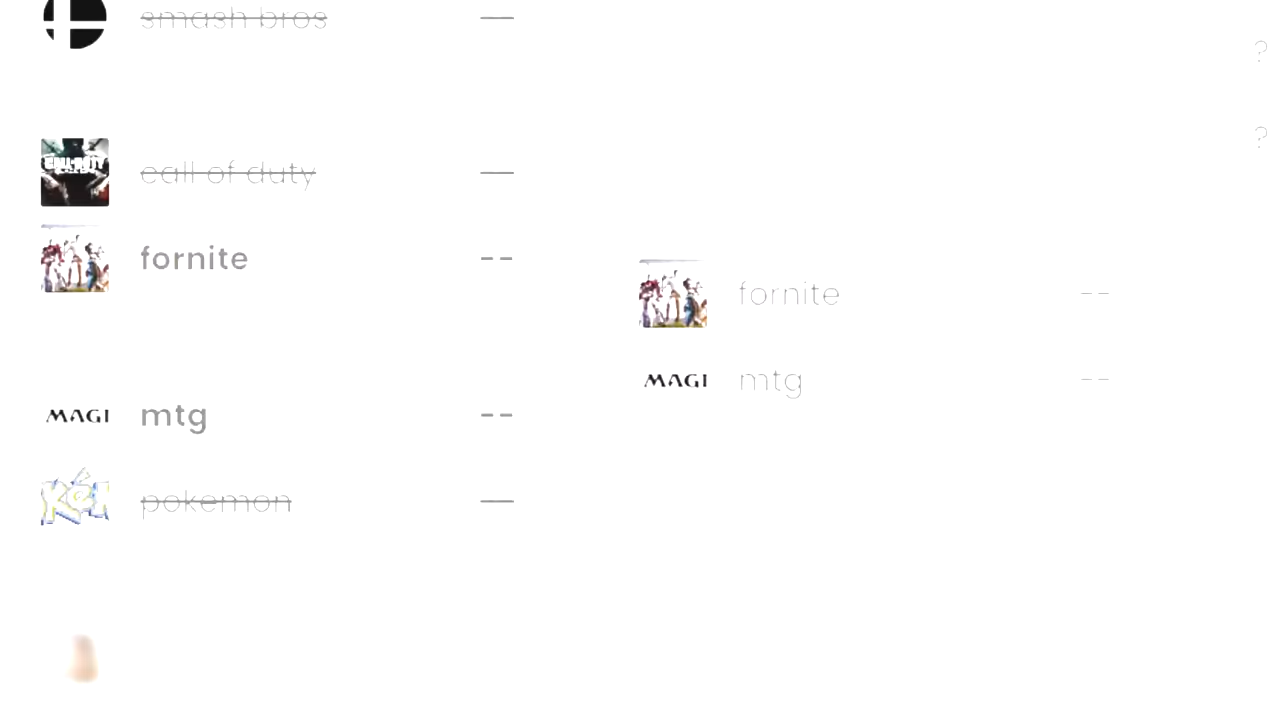 smash bros --
?
?
call of duty --
fornite --
fornite --
MAGI mtg --
MAGI mtg --
pokemon --